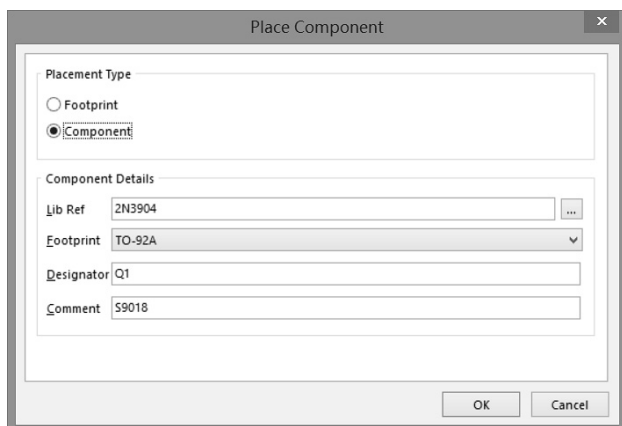 Place Component
x
Placement Type
Footprint
Component
Component Details
Lib Ref 2N3904 ...
Footprint TO-92A
Designator Q1
Comment S9018
OK Cancel